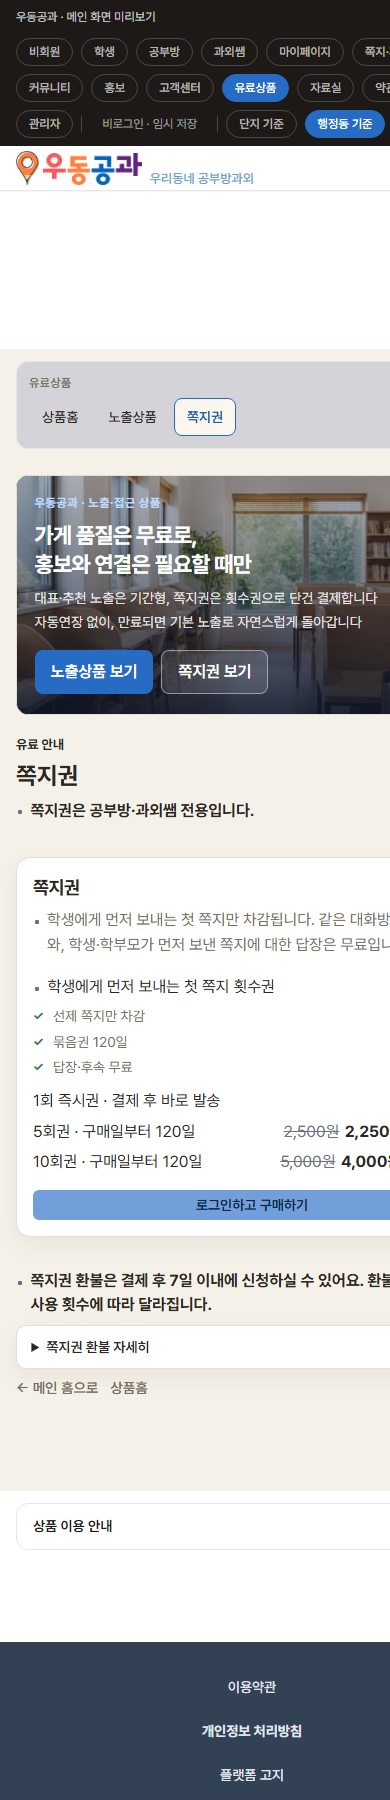 우동공과 · 메인 화면 미리보기
비회원 학생 공부방 과외쌤 마이페이지 쪽지·
커뮤니티 홍보 고객센터 유료상품 자료실
관리자 비로그인 · 임시 저장 단지 기준 행정동 기준
우동공과 우리동네 공부방과외
유료상품
상품홈 노출상품 쪽지권
우동공과 · 노출·접근 상품
가게 품질은 무료로,
홍보와 연결은 필요할 때만
대표·추천 노출은 기간형, 쪽지권은 횟수권으로 단건 결제합니다
자동연장 없이, 만료되면 기본 노출로 자연스럽게 돌아갑니다
노출상품 보기 쪽지권 보기
유료 안내
쪽지권
쪽지권은 공부방·과외쌤 전용입니다.
쪽지권
학생에게 먼저 보내는 첫 쪽지만 차감됩니다. 같은 대화방
와, 학생·학부모가 먼저 보낸 쪽지에 대한 답장은 무료입니
학생에게 먼저 보내는 첫 쪽지 횟수권
✓ 선제 쪽지만 차감
✓ 묶음권 120일
✓ 답장·후속 무료
1회 즉시권 · 결제 후 바로 발송
5회권 · 구매일부터 120일 2,500원 2,250
10회권 · 구매일부터 120일 5,000원 4,000원
로그인하고 구매하기
쪽지권 환불은 결제 후 7일 이내에 신청하실 수 있어요. 환불
사용 횟수에 따라 달라집니다.
▶ 쪽지권 환불 자세히
← 메인 홈으로 상품홈
상품 이용 안내
이용약관
개인정보 처리방침
플랫폼 고지